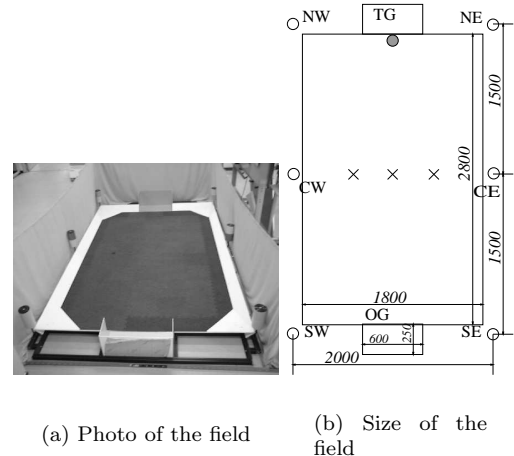 NW
TG
NE
1500
2800
CW
CE
1500
1800
OG
SW
600
250
SE
2000
(a) Photo of the field
(b) Size of the
field